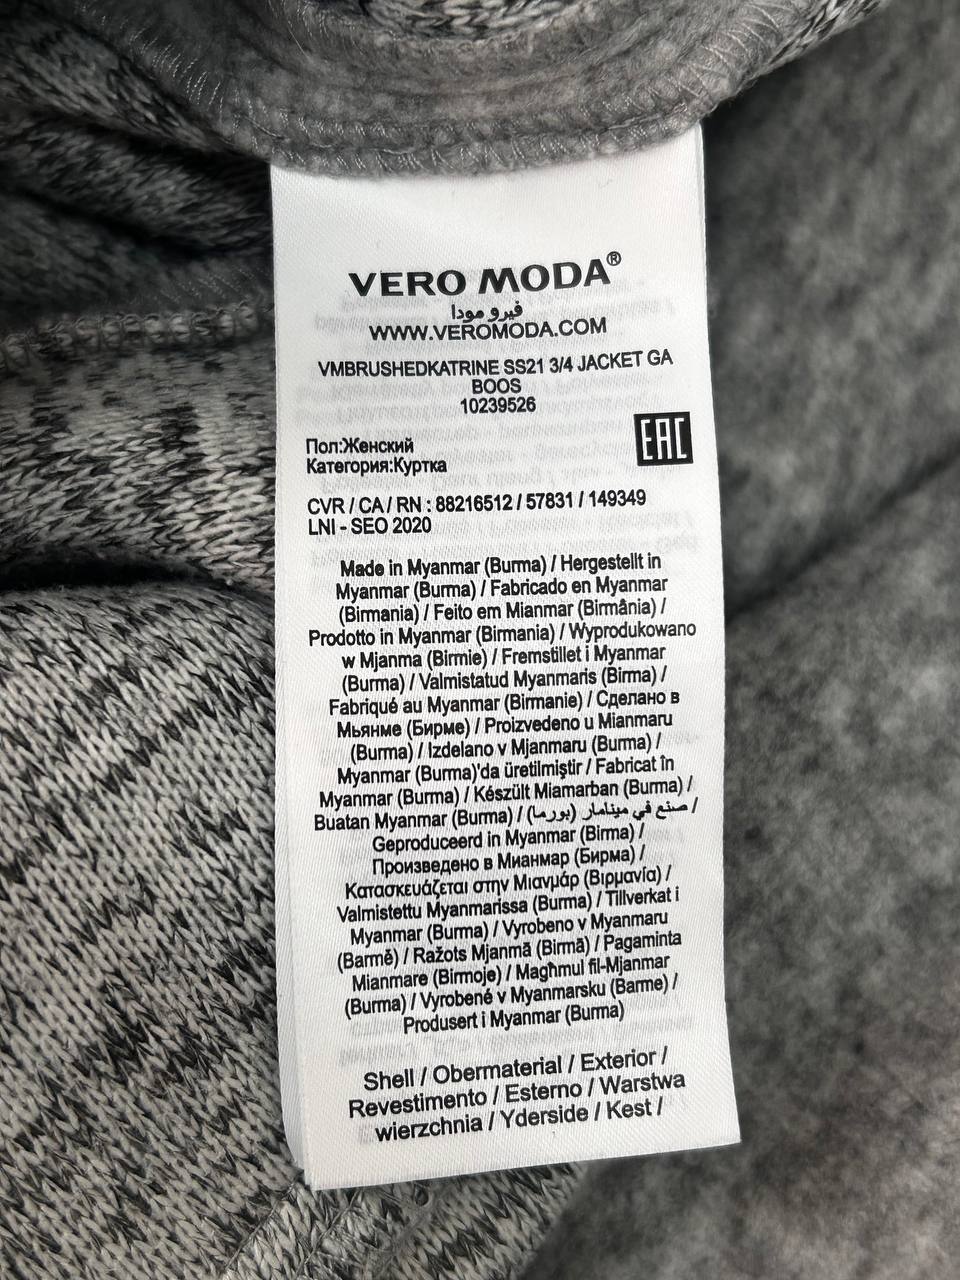 VERO MODA®
فيرو مودا
WWW.VEROMODA.COM
VMBRUSHEDKATRINE SS21 3/4 JACKET GA
BOOS
10239526
EAC
Пол:Женский
Категория:Куртка
CVR / CA / RN : 88216512 / 57831 / 149349
LNI - SEO 2020
Made in Myanmar (Burma) / Hergestellt in
Myanmar (Burma) / Fabricado en Myanmar
(Birmania) / Feito em Mianmar (Birmânia) /
Prodotto in Myanmar (Birmania) / Wyprodukowano
w Mjanma (Birmie) / Fremstillet i Myanmar
(Burma) / Valmistatud Myanmaris (Birma) /
Fabriqué au Myanmar (Birmanie) / Сделано в
Мьянме (Бирме) / Proizvedeno u Mianmaru
(Burma) / Izdelano v Mjanmaru (Burma) /
Myanmar (Burma)'da üretilmiştir / Fabricat în
Myanmar (Burma) / Készült Miamarban (Burma) /
Buatan Myanmar (Burma) / صنع في مينامار (بورما) /
Geproduceerd in Myanmar (Birma) /
Произведено в Мианмар (Бирма) /
Κατασκευάζεται στην Μιανμάρ (Βιρμανία) /
Valmistettu Myanmarissa (Burma) / Tillverkat i
Myanmar (Burma) / Vyrobeno v Myanmaru
(Barmě) / Ražots Mjanmā (Birmā) / Pagaminta
Mianmare (Birmoje) / Magħmul fil-Mjanmar
(Burma) / Vyrobené v Myanmarsku (Barme) /
Produsert i Myanmar (Burma)
Shell / Obermaterial / Exterior /
Revestimento / Esterno / Warstwa
wierzchnia / Yderside / Kest /